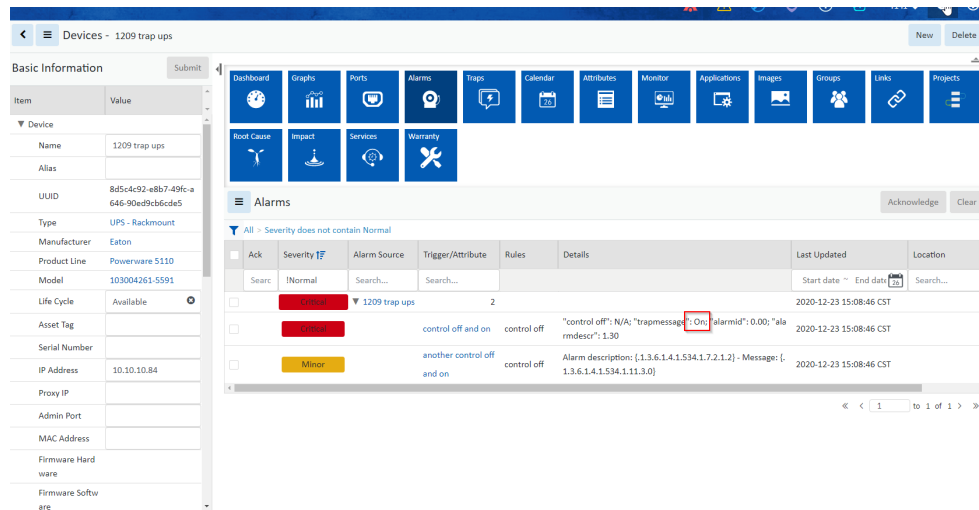 Devices - 1209 trap ups
New
Delete
Basic Information
Submit
Item
Value
Device
Name
1209 trap ups
Alias
UUID
8d5c4c92-e8b7-49fc-a
646-90ed9cb6cde5
Type
UPS - Rackmount
Manufacturer
Eaton
Product Line
Powerware 5110
Model
103004261-5591
Life Cycle
Available
Asset Tag
Serial Number
IP Address
10.10.10.84
Proxy IP
Admin Port
MAC Address
Firmware Hard
ware
Firmware Softw
are
Dashboard
Graphs
Ports
Alarms
Traps
Calendar
26
Attributes
Monitor
Applications
Images
Groups
Links
Projects
Root Cause
Impact
Services
Warranty
Alarms
Acknowledge
Clear
All > Severity does not contain Normal
Ack
Severity
Alarm Source
Trigger/Attribute
Rules
Details
Last Updated
Location
Searc
!Normal
Search...
Search...
Start date ~ End date
26
Search...
Critical
1209 trap ups
2
2020-12-23 15:08:46 CST
Critical
control off and on
control off
"control off": N/A; "trapmessage": On; "alarmid": 0.00; "ala
rmdescr": 1.30
2020-12-23 15:08:46 CST
Minor
another control off
and on
control off
Alarm description: {.1.3.6.1.4.1.534.1.7.2.1.2} - Message: {.
1.3.6.1.4.1.534.1.11.3.0}
2020-12-23 15:08:46 CST
1
to 1 of 1